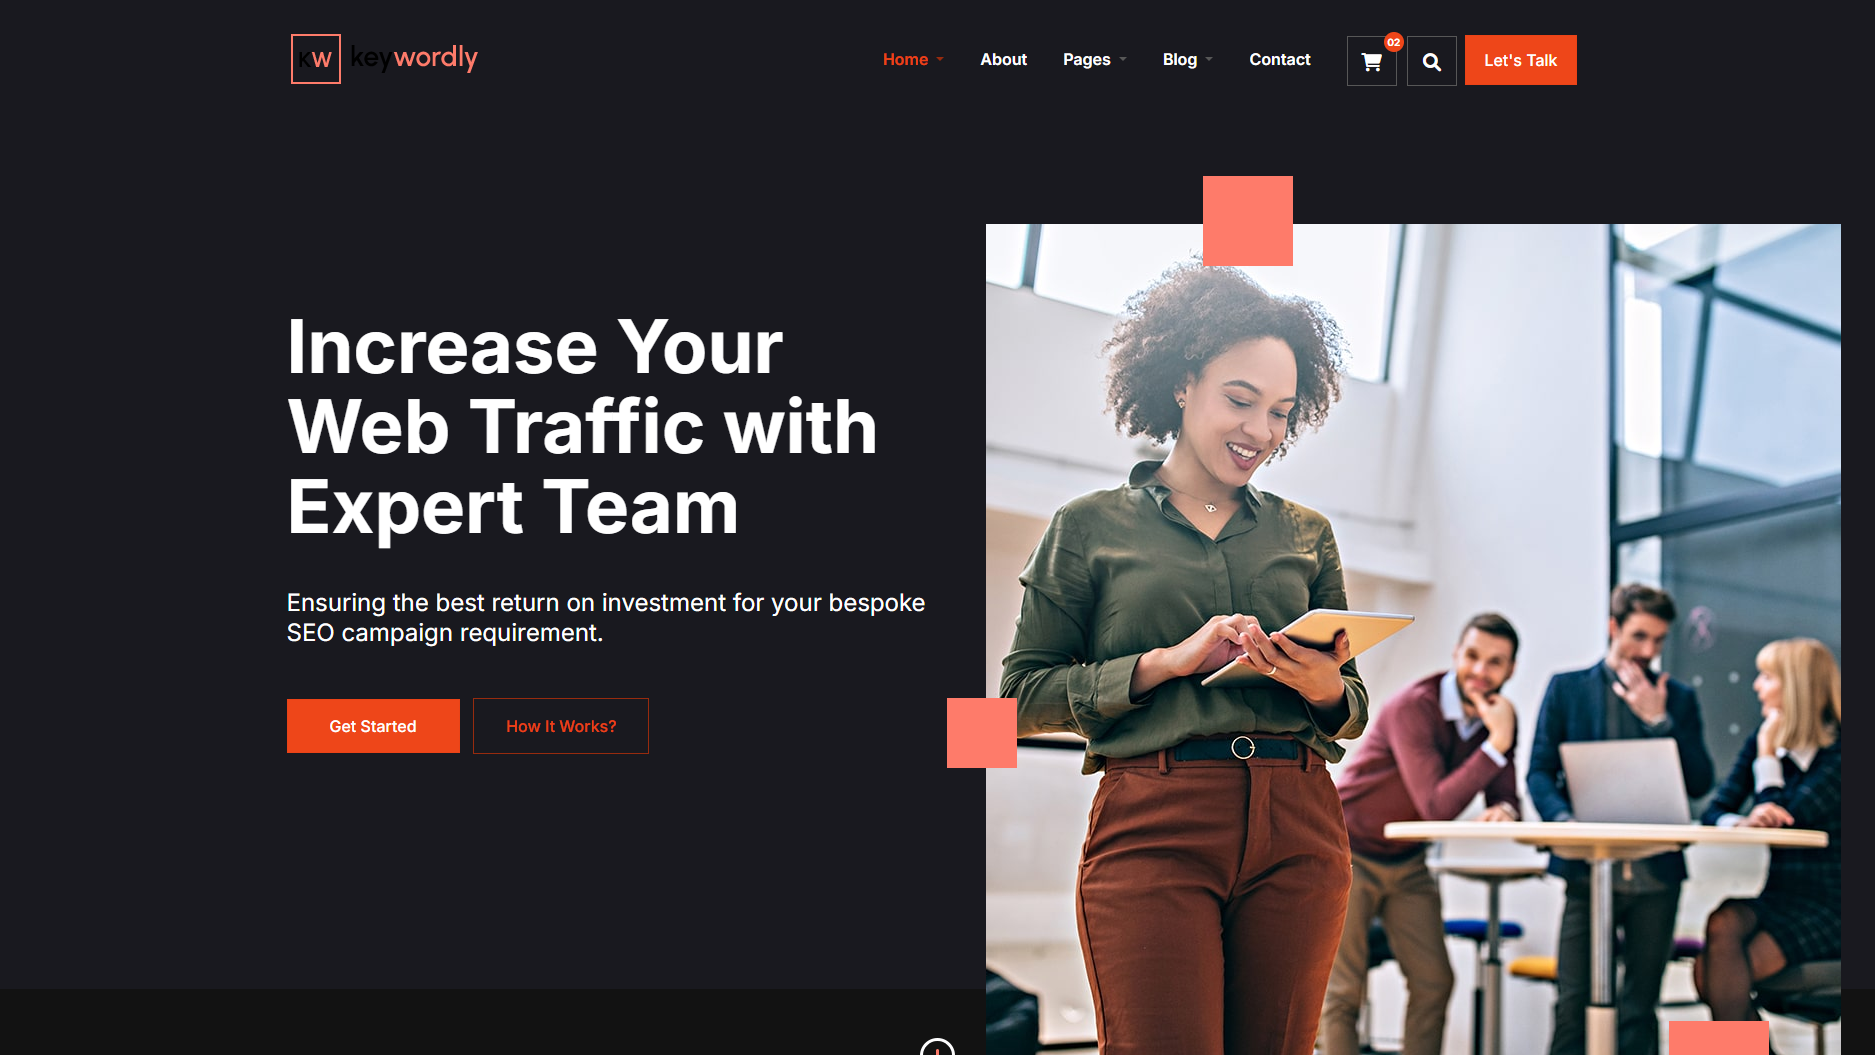 KW keywordly
Home
About
Pages
Blog
Contact
02
Let's Talk
Increase Your
Web Traffic with
Expert Team
Ensuring the best return on investment for your bespoke
SEO campaign requirement.
Get Started
How It Works?